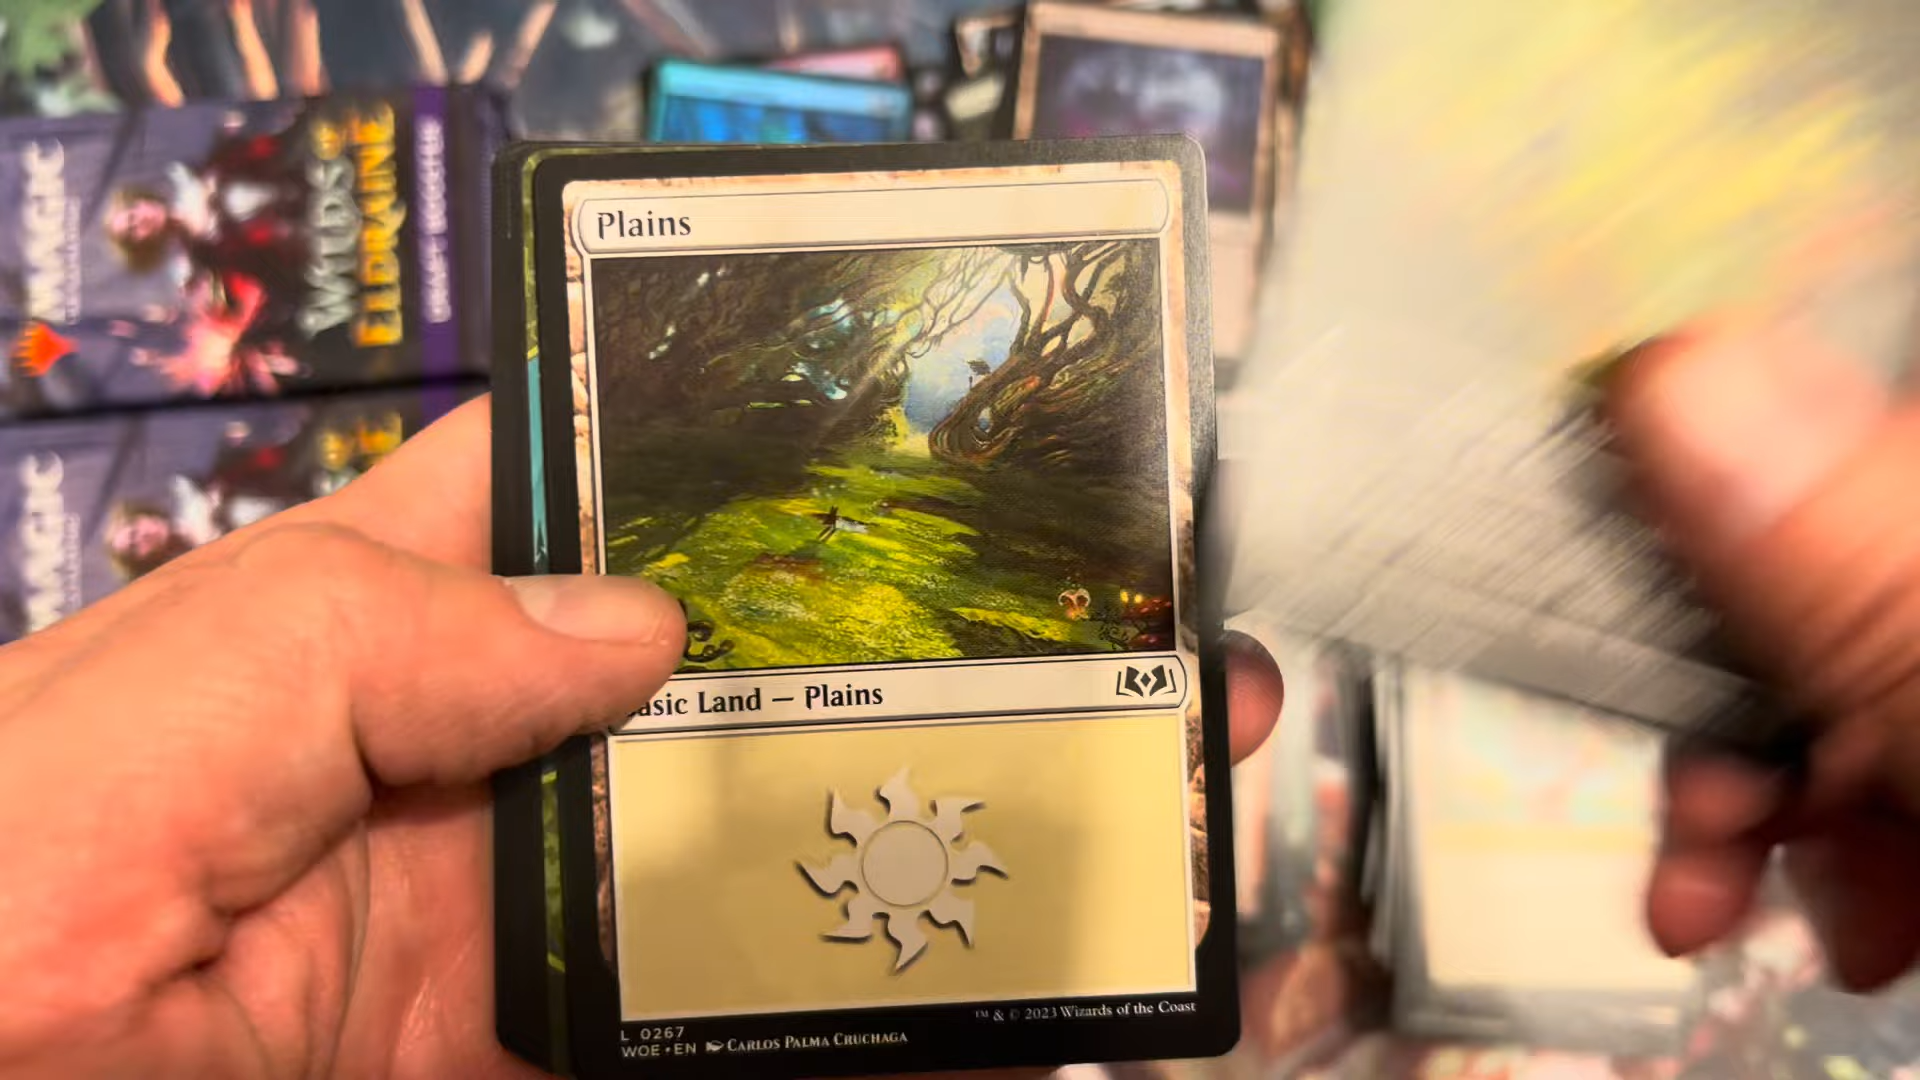 MAGIC
WILDS of
ELDRAINE
DRAFT BOOSTER
MAGIC
Plains
asic Land — Plains
™ & © 2023 Wizards of the Coast
L 0267
WOE • EN CARLOS PALMA CRUCHAGA